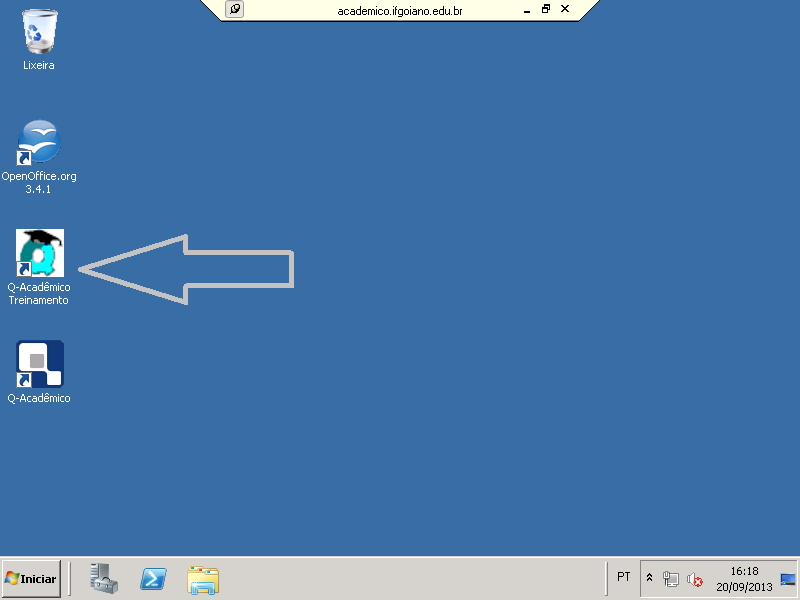 academico.ifgoiano.edu.br
Lixeira
OpenOffice.org
3.4.1
Q-Acadêmico
Treinamento
Q-Acadêmico
Iniciar
PT
16:18
20/09/2013